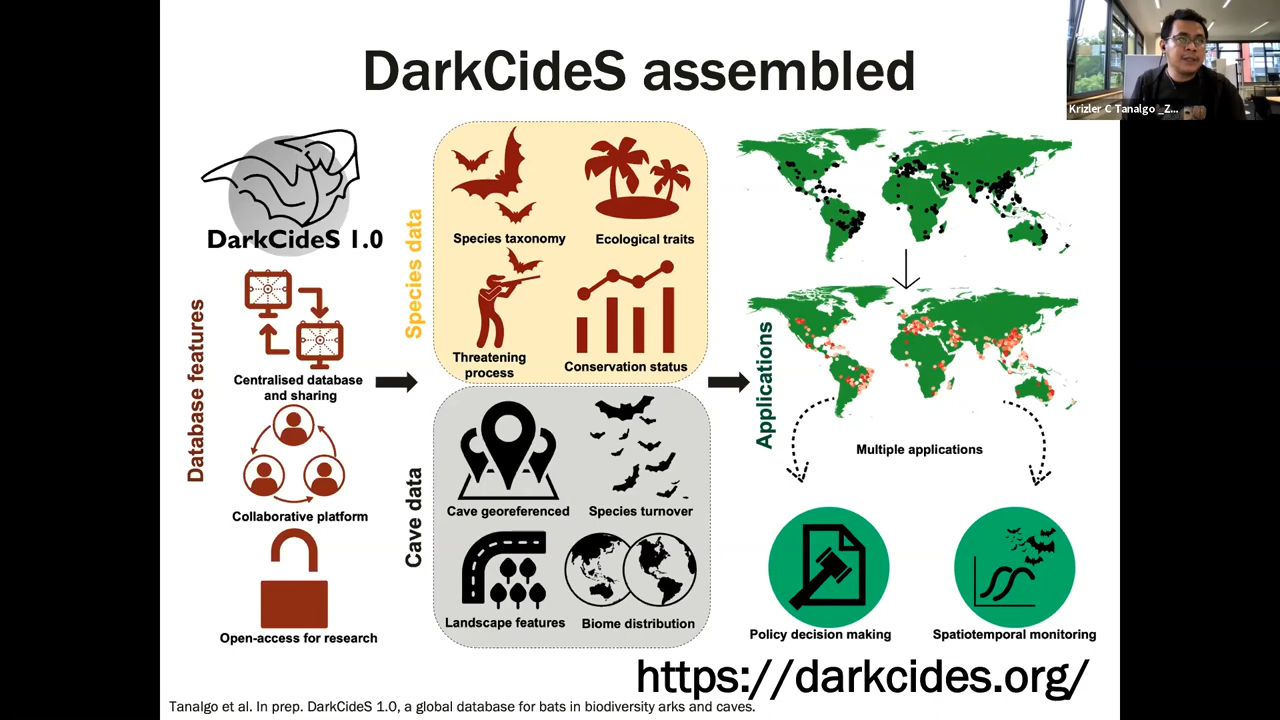 DarkCideS assembled
Krizler C Tanalgo _Z...
DarkCideS 1.0
Database features
Centralised database
and sharing
Collaborative platform
Open-access for research
Species data
Species taxonomy
Ecological traits
Threatening
process
Conservation status
Cave data
Cave georeferenced
Species turnover
Landscape features
Biome distribution
Applications
Multiple applications
Policy decision making
Spatiotemporal monitoring
https://darkcides.org/
Tanalgo et al. In prep. DarkCideS 1.0, a global database for bats in biodiversity arks and caves.